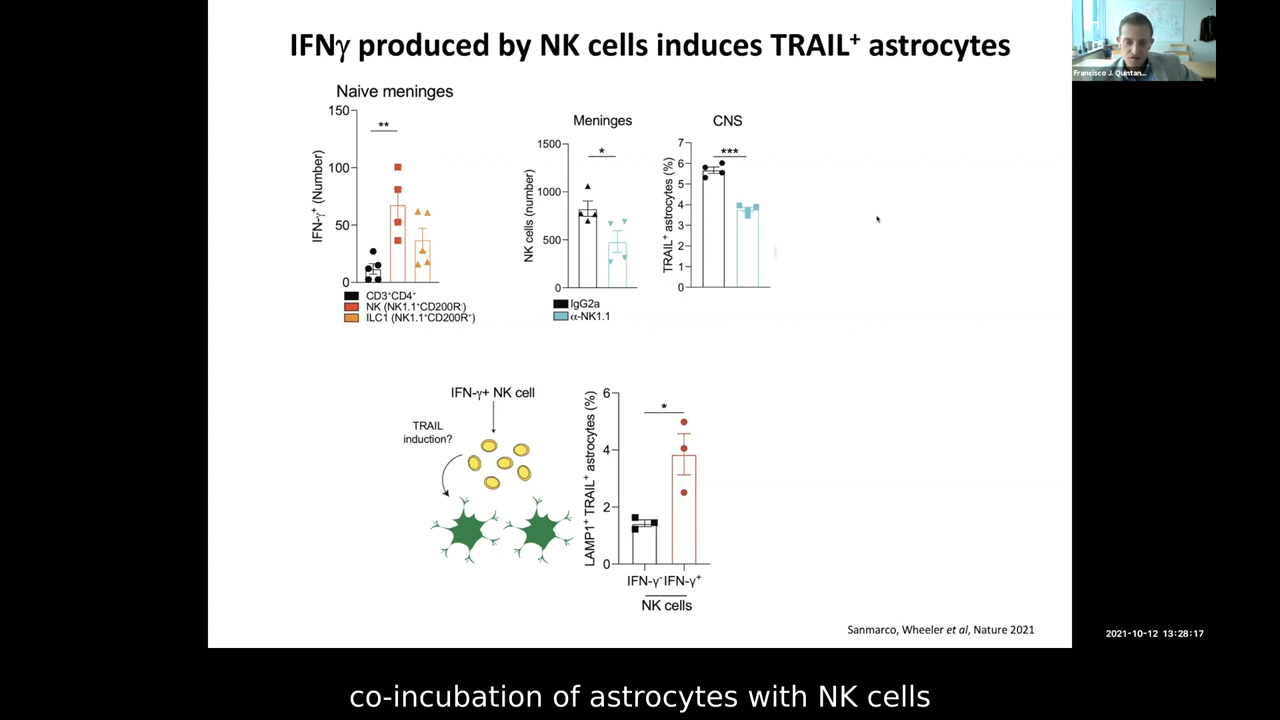 IFNγ produced by NK cells induces TRAIL⁺ astrocytes
Francisco J. Quntan...
Naive meninges
150
100
50
0
IFN-γ⁺ (Number)
**
CD3⁺CD4⁺
NK (NK1.1⁺CD200R⁻)
ILC1 (NK1.1⁺CD200R⁺)
Meninges
1500
1000
500
0
NK cells (number)
*
IgG2a
α-NK1.1
CNS
7
6
5
4
3
2
1
0
TRAIL⁺ astrocytes (%)
***
IFN-γ+ NK cell
TRAIL
induction?
6
4
2
0
LAMP1⁺ TRAIL⁺ astrocytes (%)
*
IFN-γ⁻ IFN-γ⁺
NK cells
Sanmarco, Wheeler et al, Nature 2021
2021-10-12 13:28:17
co-incubation of astrocytes with NK cells